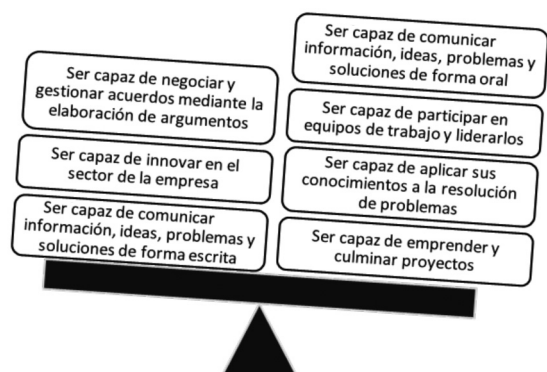 Ser capaz de negociar y
gestionar acuerdos mediante la
elaboración de argumentos
Ser capaz de innovar en el
sector de la empresa
Ser capaz de comunicar
información, ideas, problemas y
soluciones de forma escrita
Ser capaz de comunicar
información, ideas, problemas y
soluciones de forma oral
Ser capaz de participar en
equipos de trabajo y liderarlos
Ser capaz de aplicar sus
conocimientos a la resolución
de problemas
Ser capaz de emprender y
culminar proyectos